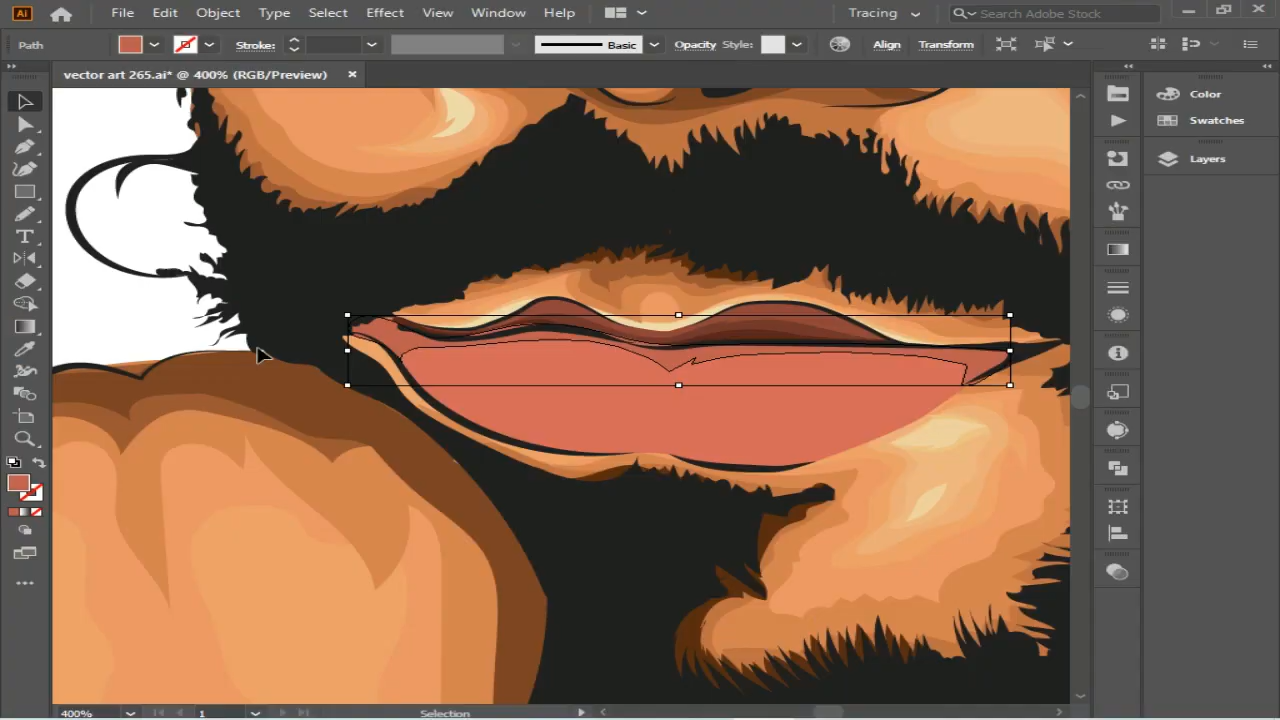 Ai File Edit Object Type Select Effect View Window Help Tracing Search Adobe Stock
Path Stroke: Basic Opacity Style: Align Transform
vector art 265.ai* @ 400% (RGB/Preview) ×
Color
Swatches
Layers
400% 1 Selection